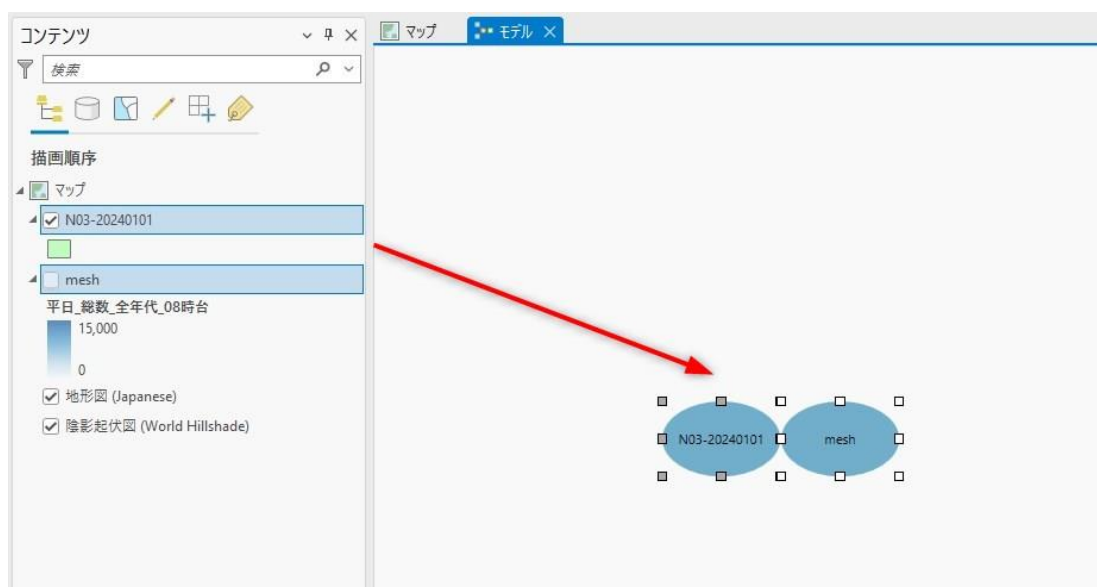 コンテンツ
マップ
モデル
検索
描画順序
マップ
N03-20240101
mesh
平日_総数_全年代_08時台
15,000
0
地形図 (Japanese)
陰影起伏図 (World Hillshade)
N03-20240101
mesh